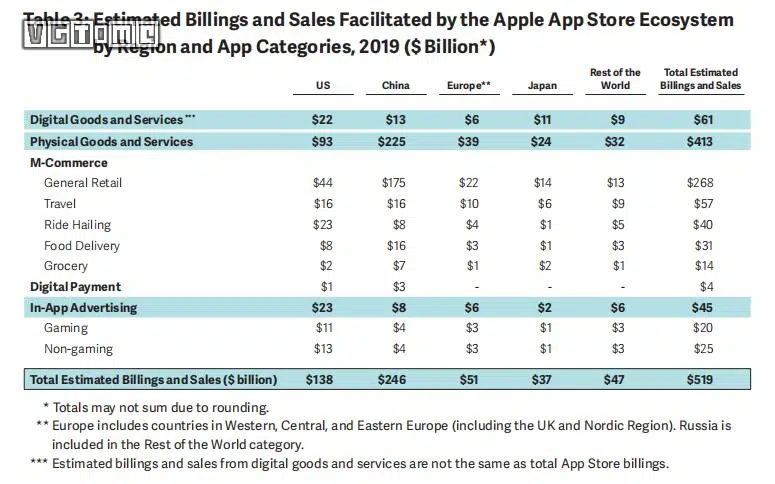 Table 3: Estimated Billings and Sales Facilitated by the Apple App Store Ecosystem
VGTOMC
by Region and App Categories, 2019 ($ Billion*)
US China Europe** Japan Rest of the World Total Estimated Billings and Sales
Digital Goods and Services*** $22 $13 $6 $11 $9 $61
Physical Goods and Services $93 $225 $39 $24 $32 $413
M-Commerce
General Retail $44 $175 $22 $14 $13 $268
Travel $16 $16 $10 $6 $9 $57
Ride Hailing $23 $8 $4 $1 $5 $40
Food Delivery $8 $16 $3 $1 $3 $31
Grocery $2 $7 $1 $2 $1 $14
Digital Payment $1 $3 - - - $4
In-App Advertising $23 $8 $6 $2 $6 $45
Gaming $11 $4 $3 $1 $3 $20
Non-gaming $13 $4 $3 $1 $3 $25
Total Estimated Billings and Sales ($ billion) $138 $246 $51 $37 $47 $519
* Totals may not sum due to rounding.
** Europe includes countries in Western, Central, and Eastern Europe (including the UK and Nordic Region). Russia is
included in the Rest of the World category.
*** Estimated billings and sales from digital goods and services are not the same as total App Store billings.